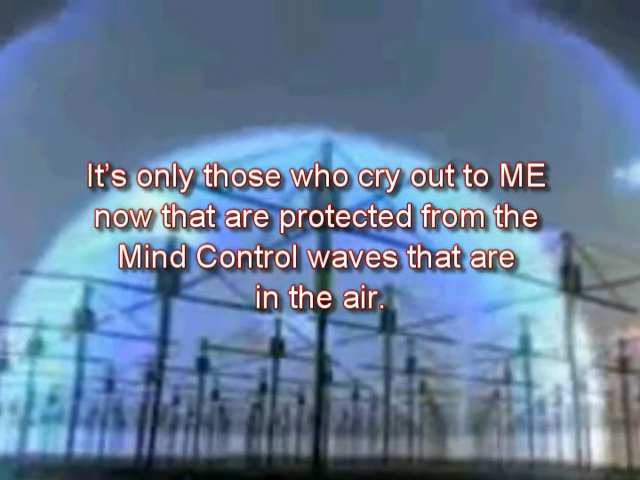 It's only those who cry out to ME
now that are protected from the
Mind Control waves that are
in the air.